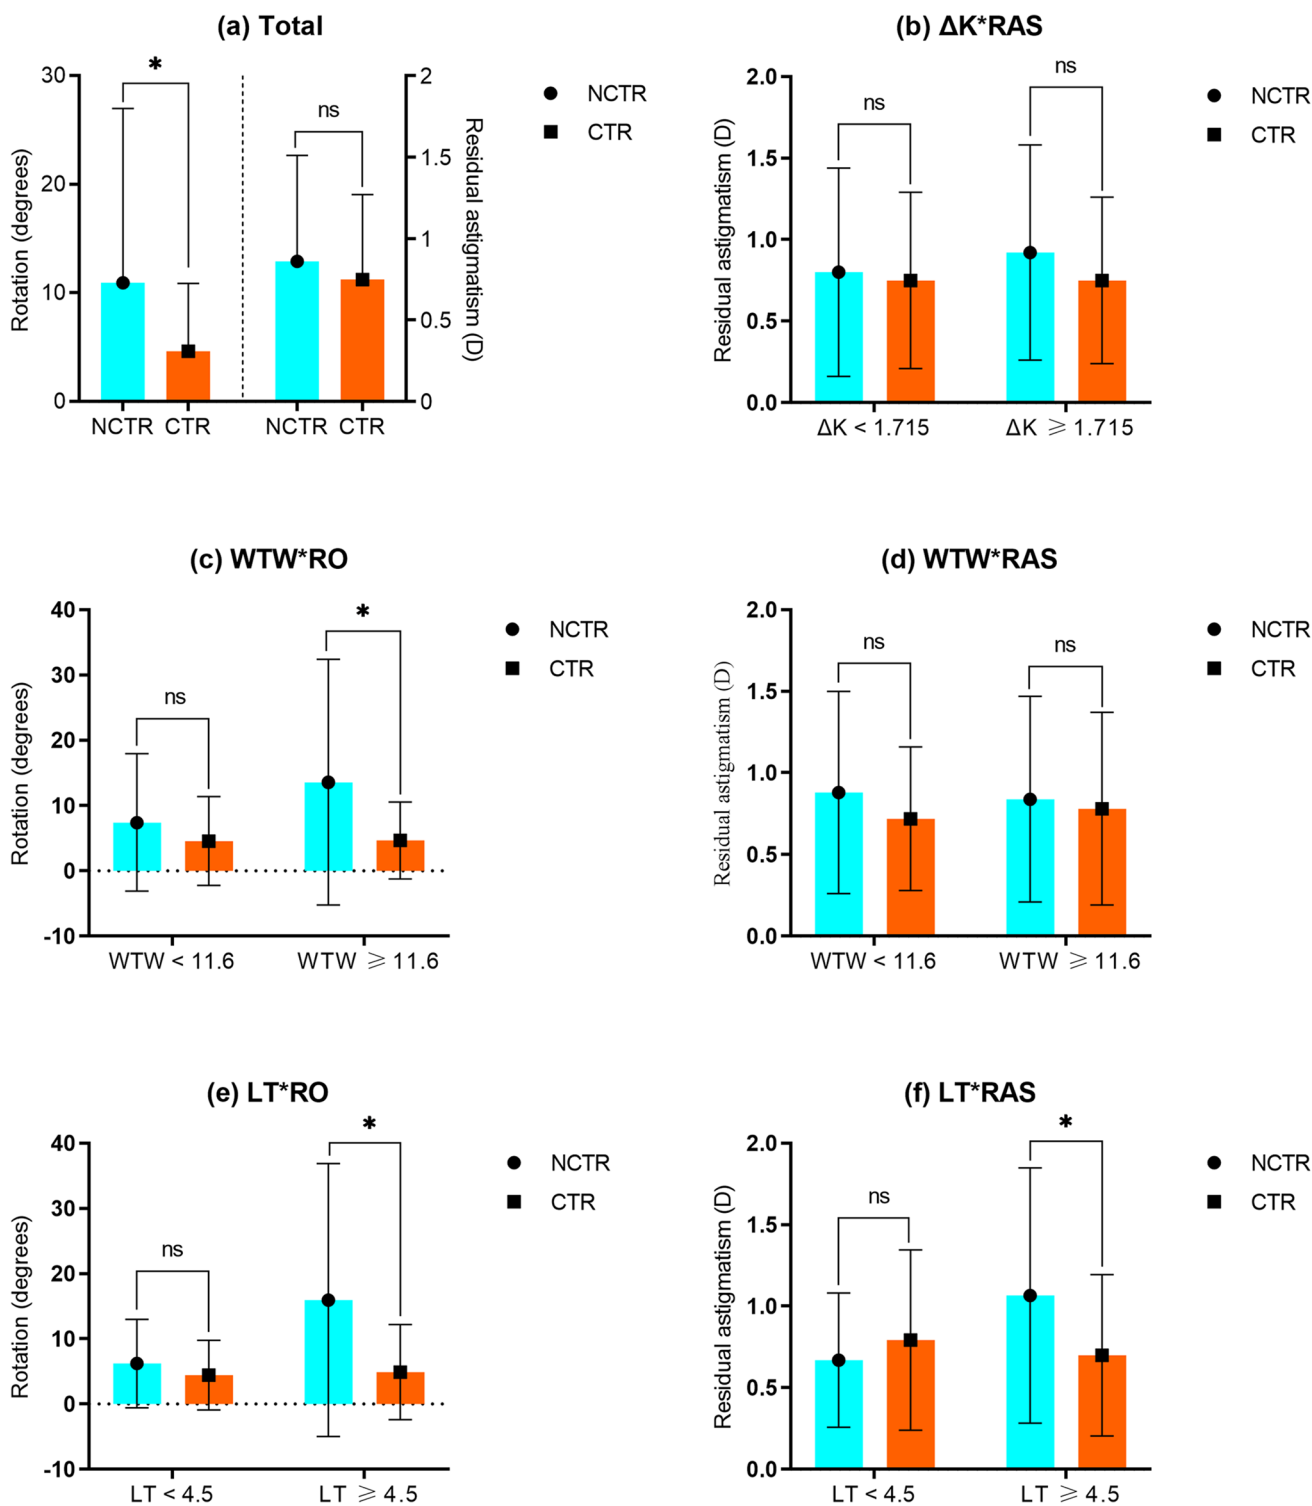 (a) Total
Rotation (degrees)
30
20
10
0
*
ns
2
1.5
1
0.5
0
Residual astigmatism (D)
NCTR CTR
NCTR CTR
NCTR
CTR
(b) ΔK*RAS
Residual astigmatism (D)
2.0
1.5
1.0
0.5
0.0
ns
ns
ΔK < 1.715
ΔK ⩾ 1.715
NCTR
CTR
(c) WTW*RO
Rotation (degrees)
40
30
20
10
0
-10
ns
*
WTW < 11.6
WTW ⩾ 11.6
NCTR
CTR
(d) WTW*RAS
Residual astigmatism (D)
2.0
1.5
1.0
0.5
0.0
ns
ns
WTW < 11.6
WTW ⩾ 11.6
NCTR
CTR
(e) LT*RO
Rotation (degrees)
40
30
20
10
0
-10
ns
*
LT < 4.5
LT ⩾ 4.5
NCTR
CTR
(f) LT*RAS
Residual astigmatism (D)
2.0
1.5
1.0
0.5
0.0
ns
*
LT < 4.5
LT ⩾ 4.5
NCTR
CTR